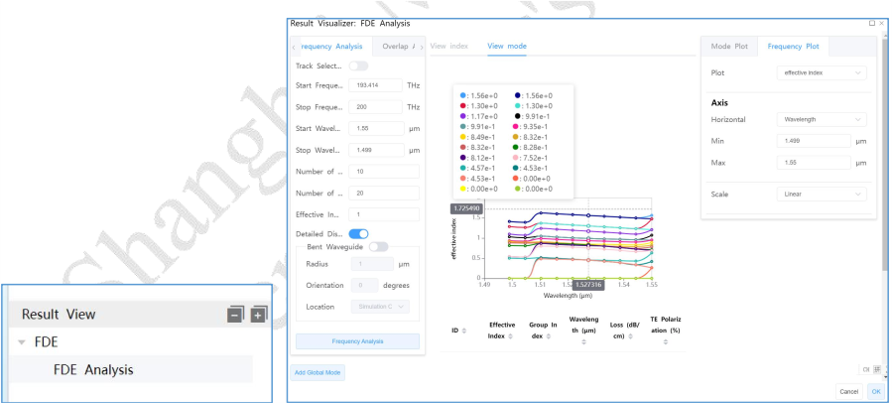 Result Visualizer: FDE Analysis
Frequency Analysis Overlap A View index View mode Mode Plot Frequency Plot
Track Select...
Start Freque... 193.414 THz
Stop Freque... 200 THz
Start Wavel... 1.55 μm
Stop Wavel... 1.499 μm
Number of ... 10
Number of ... 20
Effective In... 1
Detailed Dis...
Bent Waveguide
Radius 1 μm
Orientation 0 degrees
Location Simulation C
Frequency Analysis
Add Global Mode
: 1.56e+0 : 1.56e+0
: 1.30e+0 : 1.30e+0
: 1.17e+0 : 9.91e-1
: 9.91e-1 : 9.35e-1
: 8.49e-1 : 8.32e-1
: 8.32e-1 : 8.28e-1
: 8.12e-1 : 7.52e-1
: 4.57e-1 : 4.53e-1
: 4.53e-1 : 0.00e+0
: 0.00e+0 : 0.00e+0
1.725490
1.5
1
0.5
0
effective index
1.49 1.5 1.51 1.52 1.527316 1.54 1.55
Wavelength (μm)
ID Effective Index Group In dex Waveleng th (μm) Loss (dB/ cm) TE Polariz ation (%)
Plot effective index
Axis
Horizontal Wavelength
Min 1.499 μm
Max 1.55 μm
Scale Linear
Cancel OK
Result View
FDE
FDE Analysis
Shangh